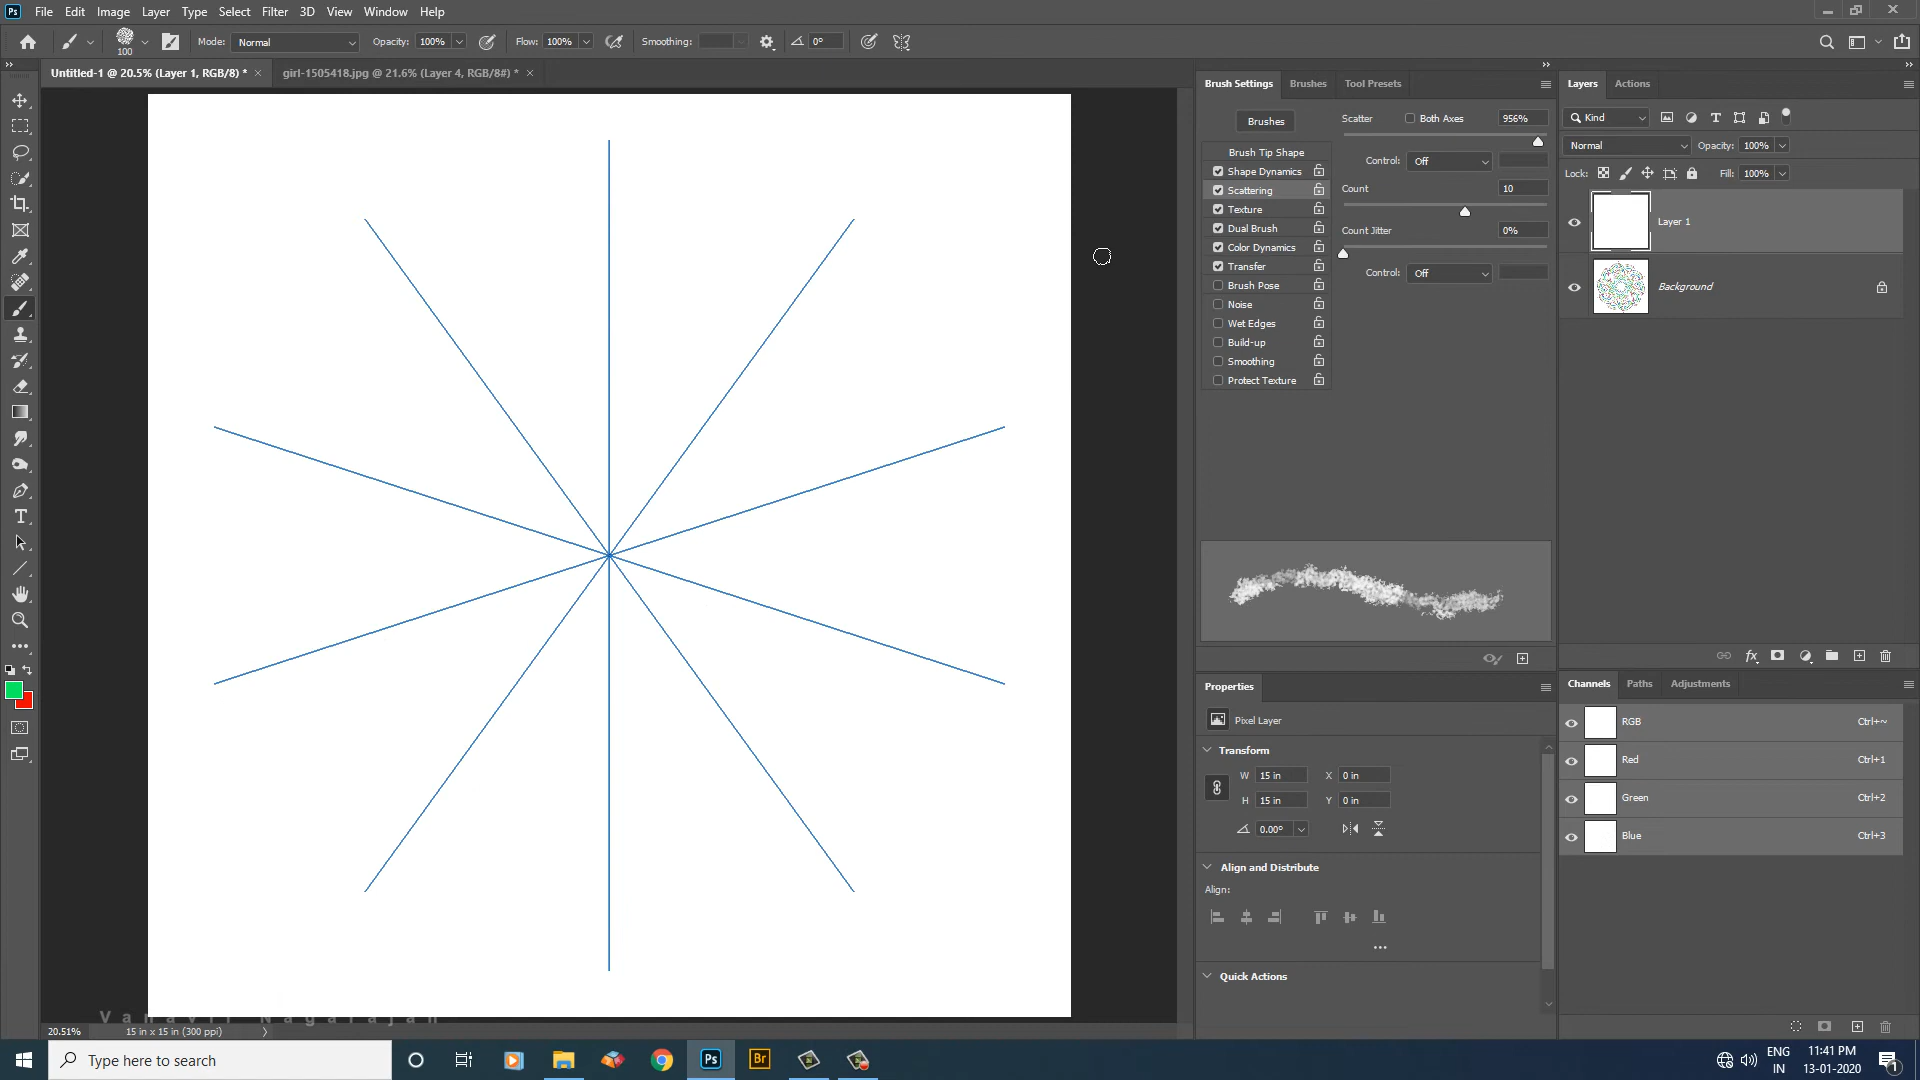 Ps File Edit Image Layer Type Select Filter 3D View Window Help
100 Mode: Normal Opacity: 100% Flow: 100% Smoothing: 0°
Untitled-1 @ 20.5% (Layer 1, RGB/8) * × girl-1505418.jpg @ 21.6% (Layer 4, RGB/8#) * ×
Brush Settings Brushes Tool Presets
Brushes
Brush Tip Shape
Shape Dynamics
Scattering
Texture
Dual Brush
Color Dynamics
Transfer
Brush Pose
Noise
Wet Edges
Build-up
Smoothing
Protect Texture
Scatter Both Axes 956%
Control: Off
Count 10
Count Jitter 0%
Control: Off
Properties
Pixel Layer
Transform
W 15 in X 0 in
H 15 in Y 0 in
0.00°
Align and Distribute
Align:
Quick Actions
Layers Actions
Kind
Normal Opacity: 100%
Lock: Fill: 100%
Layer 1
Background
Channels Paths Adjustments
RGB Ctrl+~
Red Ctrl+1
Green Ctrl+2
Blue Ctrl+3
20.51% 15 in x 15 in (300 ppi)
Type here to search
Ps Br
ENG
IN
11:41 PM
13-01-2020
1